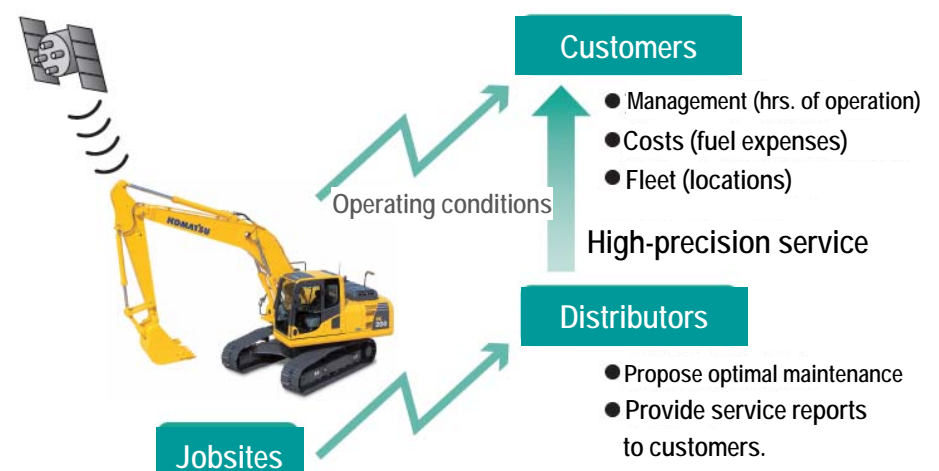 Customers
Management (hrs. of operation)
Costs (fuel expenses)
Fleet (locations)
Operating conditions
High-precision service
KOMATSU
Distributors
Propose optimal maintenance
Provide service reports
to customers.
Jobsites